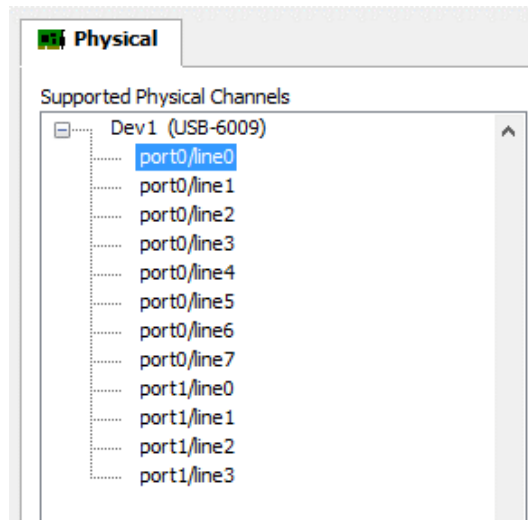 Physical
Supported Physical Channels
Dev1 (USB-6009)
port0/line0
port0/line1
port0/line2
port0/line3
port0/line4
port0/line5
port0/line6
port0/line7
port1/line0
port1/line1
port1/line2
port1/line3